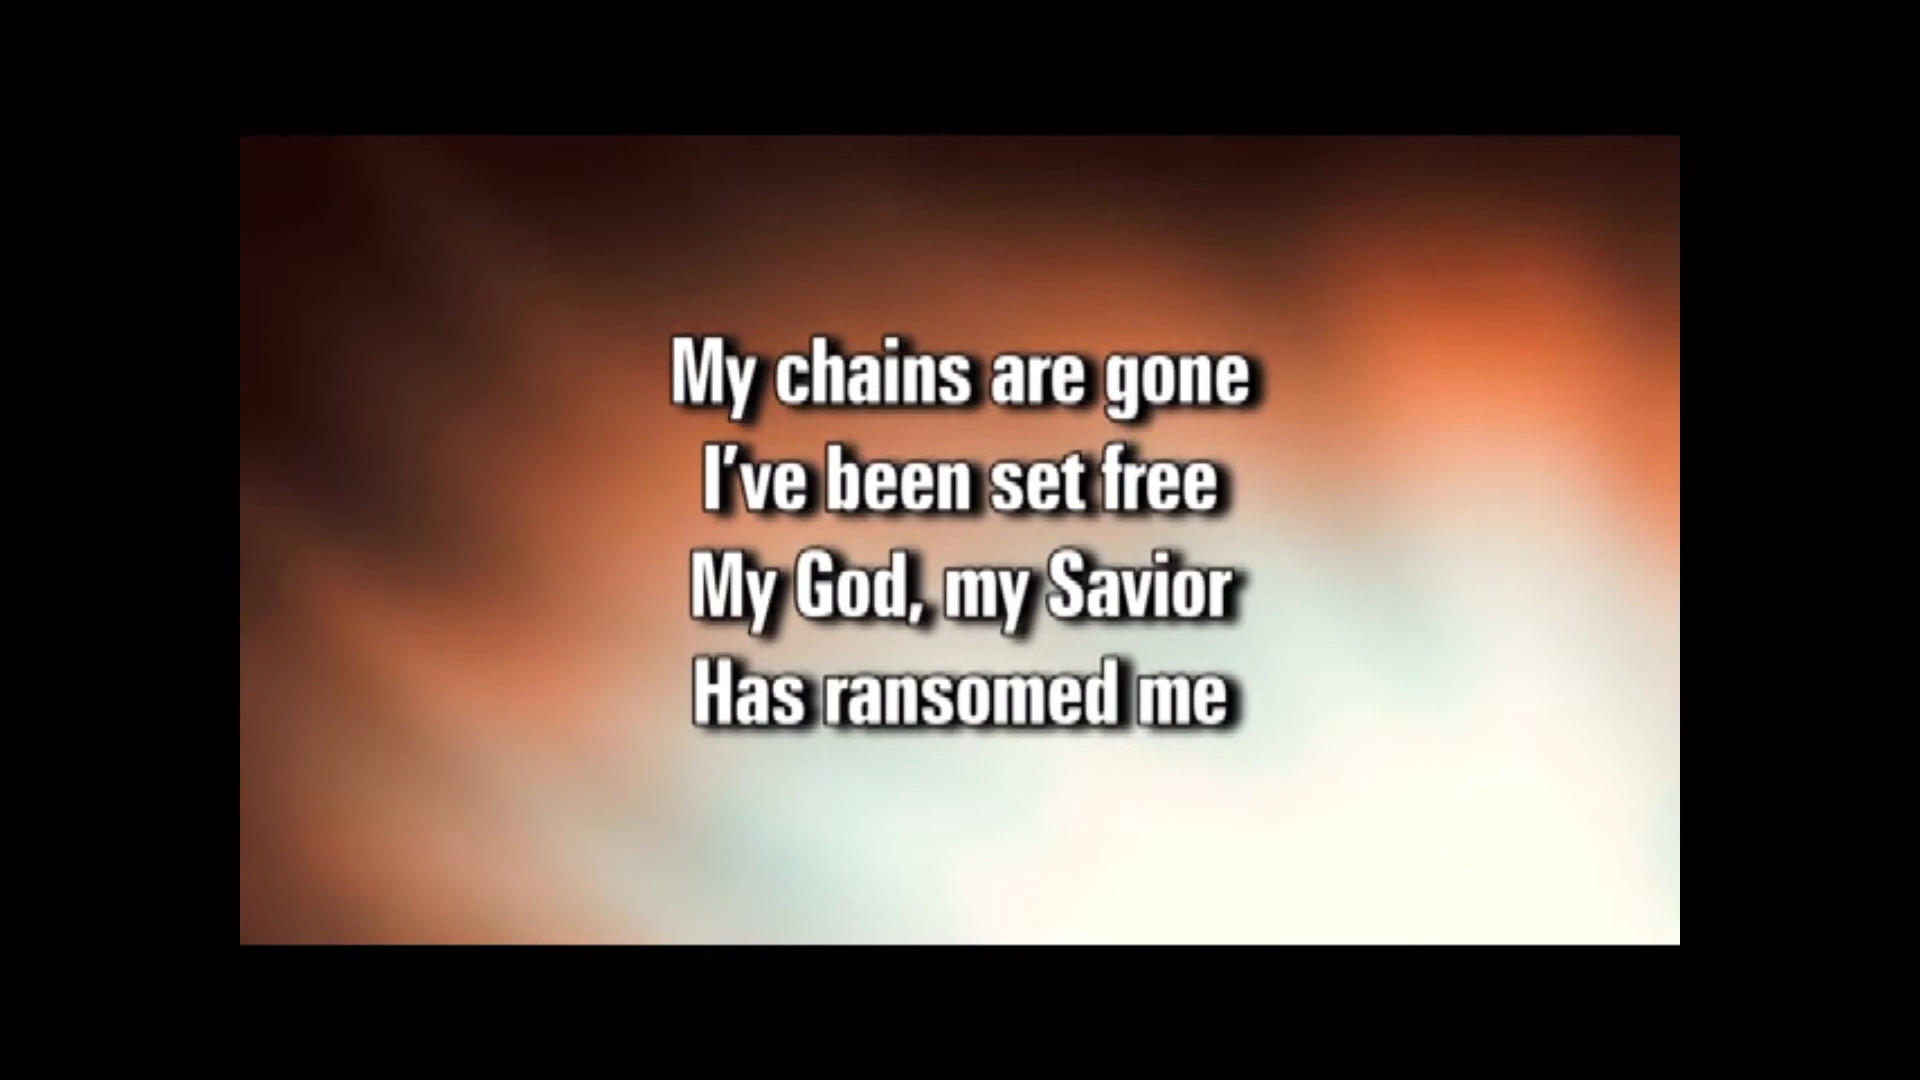 My chains are gone
I've been set free
My God, my Savior
Has ransomed me